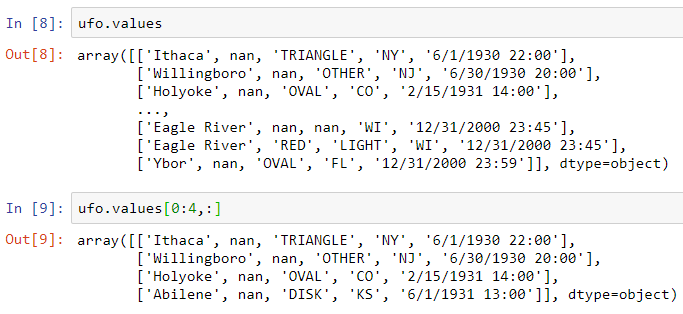 In [8]: ufo.values
Out[8]: array([['Ithaca', nan, 'TRIANGLE', 'NY', '6/1/1930 22:00'],
['Willingboro', nan, 'OTHER', 'NJ', '6/30/1930 20:00'],
['Holyoke', nan, 'OVAL', 'CO', '2/15/1931 14:00'],
...,
['Eagle River', nan, nan, 'WI', '12/31/2000 23:45'],
['Eagle River', 'RED', 'LIGHT', 'WI', '12/31/2000 23:45'],
['Ybor', nan, 'OVAL', 'FL', '12/31/2000 23:59']], dtype=object)
In [9]: ufo.values[0:4,:]
Out[9]: array([['Ithaca', nan, 'TRIANGLE', 'NY', '6/1/1930 22:00'],
['Willingboro', nan, 'OTHER', 'NJ', '6/30/1930 20:00'],
['Holyoke', nan, 'OVAL', 'CO', '2/15/1931 14:00'],
['Abilene', nan, 'DISK', 'KS', '6/1/1931 13:00']], dtype=object)